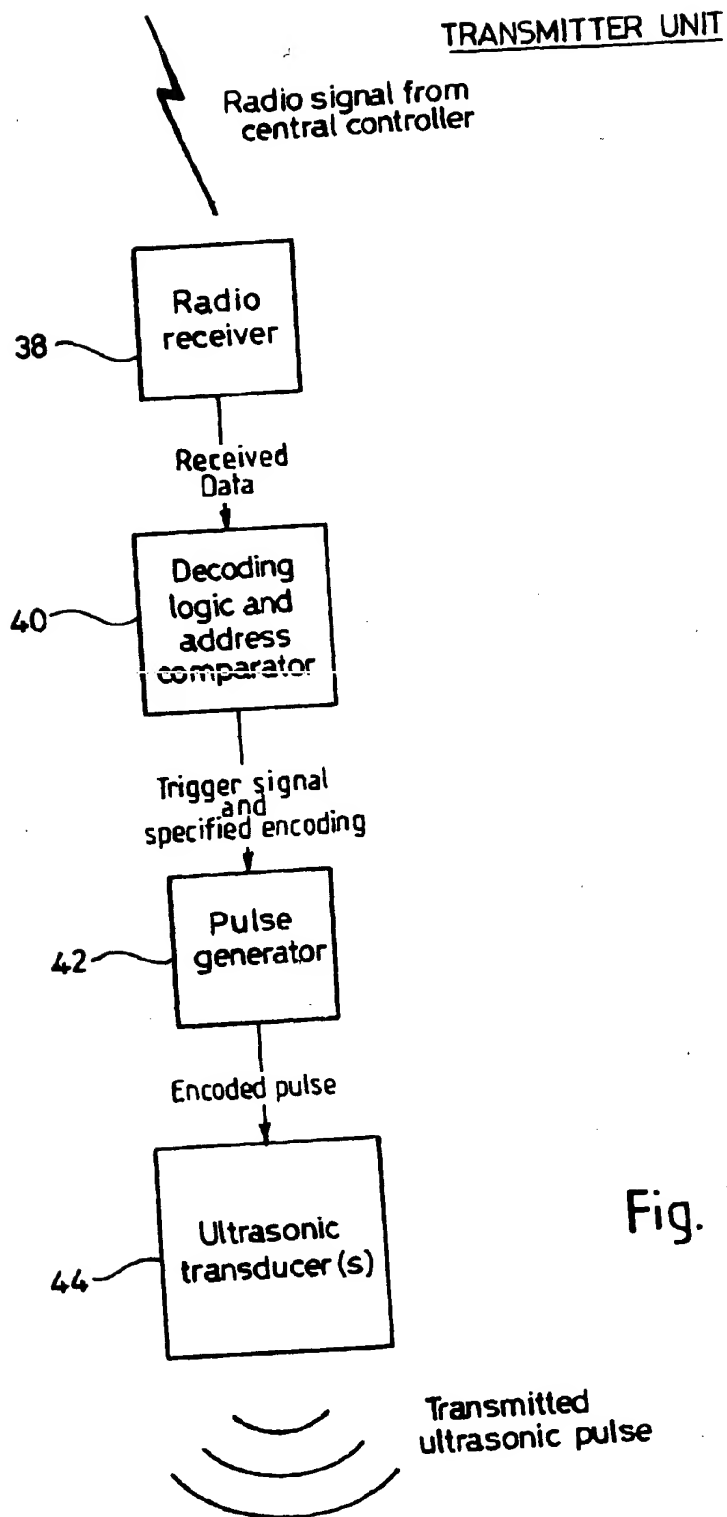 TRANSMITTER UNIT
Radio signal from
central controller
Radio
receiver
38
Received
Data
Decoding
logic and
address
comparator
40
Trigger signal
and
specified encoding
Pulse
generator
42
Encoded pulse
Ultrasonic
transducer(s)
44
Fig.
Transmitted
ultrasonic pulse